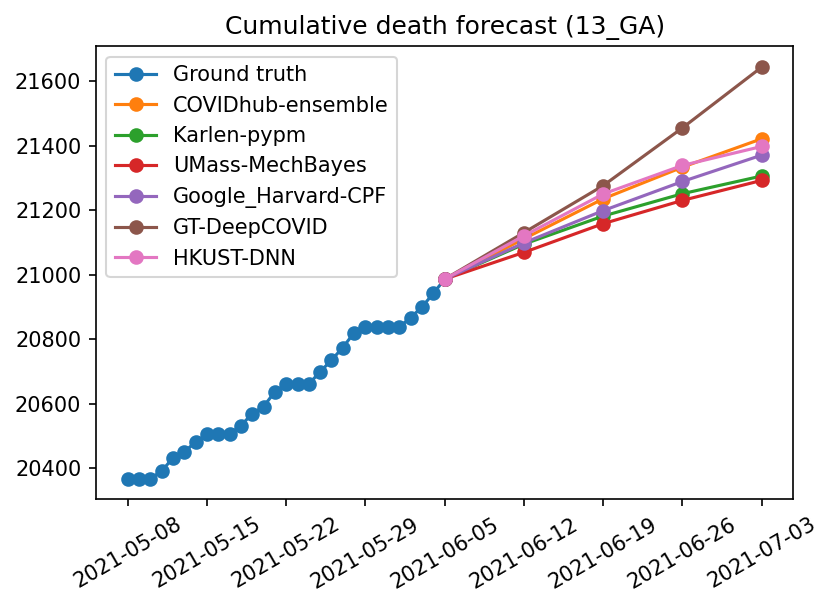 Cumulative death forecast (13_GA)
21600
21400
21200
21000
20800
20600
20400
Ground truth
COVIDhub-ensemble
Karlen-pypm
UMass-MechBayes
Google_Harvard-CPF
GT-DeepCOVID
HKUST-DNN
2021-05-08
2021-05-15
2021-05-22
2021-05-29
2021-06-05
2021-06-12
2021-06-19
2021-06-26
2021-07-03